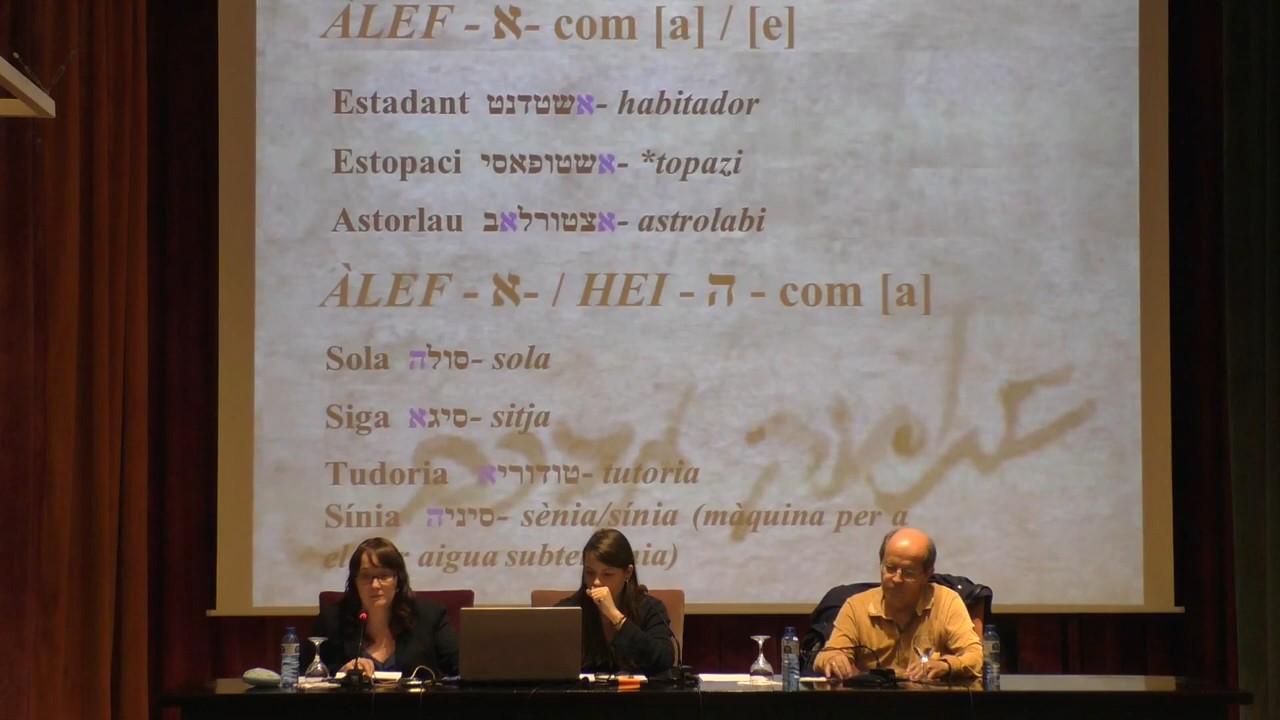 ÀLEF - א- com [a] / [e]
Estadant אשטדנט- habitador
Estopaci אשטופאסי- *topazi
Astorlau אצטורלאב- astrolabi
ÀLEF - א- / HEI - ה - com [a]
Sola סולה- sola
Siga סיגא- sitja
Tudoria טודוריא- tutoria
Sínia סיניה- sènia/sínia (màquina per a
aigua